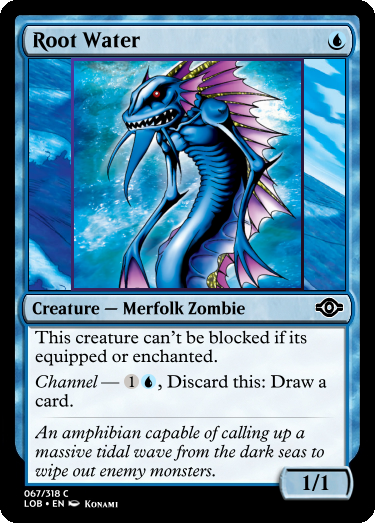 Root Water
Creature — Merfolk Zombie
This creature can't be blocked if its
equipped or enchanted.
Channel — 1, Discard this: Draw a
card.
An amphibian capable of calling up a
massive tidal wave from the dark seas to
wipe out enemy monsters.
1/1
067/318 C
LOB • EN Konami